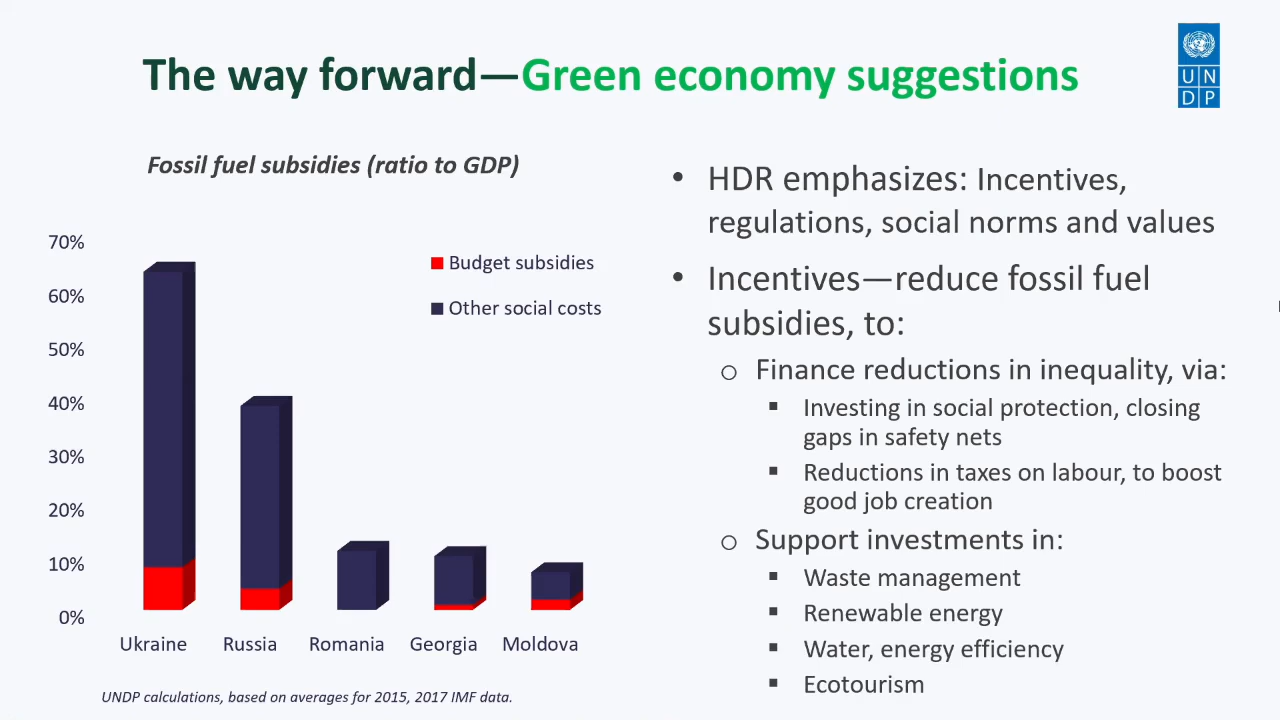 The way forward—Green economy suggestions
UN
DP
Fossil fuel subsidies (ratio to GDP)
70%
60%
50%
40%
30%
20%
10%
0%
Budget subsidies
Other social costs
Ukraine
Russia
Romania
Georgia
Moldova
UNDP calculations, based on averages for 2015, 2017 IMF data.
• HDR emphasizes: Incentives,
regulations, social norms and values
• Incentives—reduce fossil fuel
subsidies, to:
o Finance reductions in inequality, via:
▪ Investing in social protection, closing
gaps in safety nets
▪ Reductions in taxes on labour, to boost
good job creation
o Support investments in:
▪ Waste management
▪ Renewable energy
▪ Water, energy efficiency
▪ Ecotourism